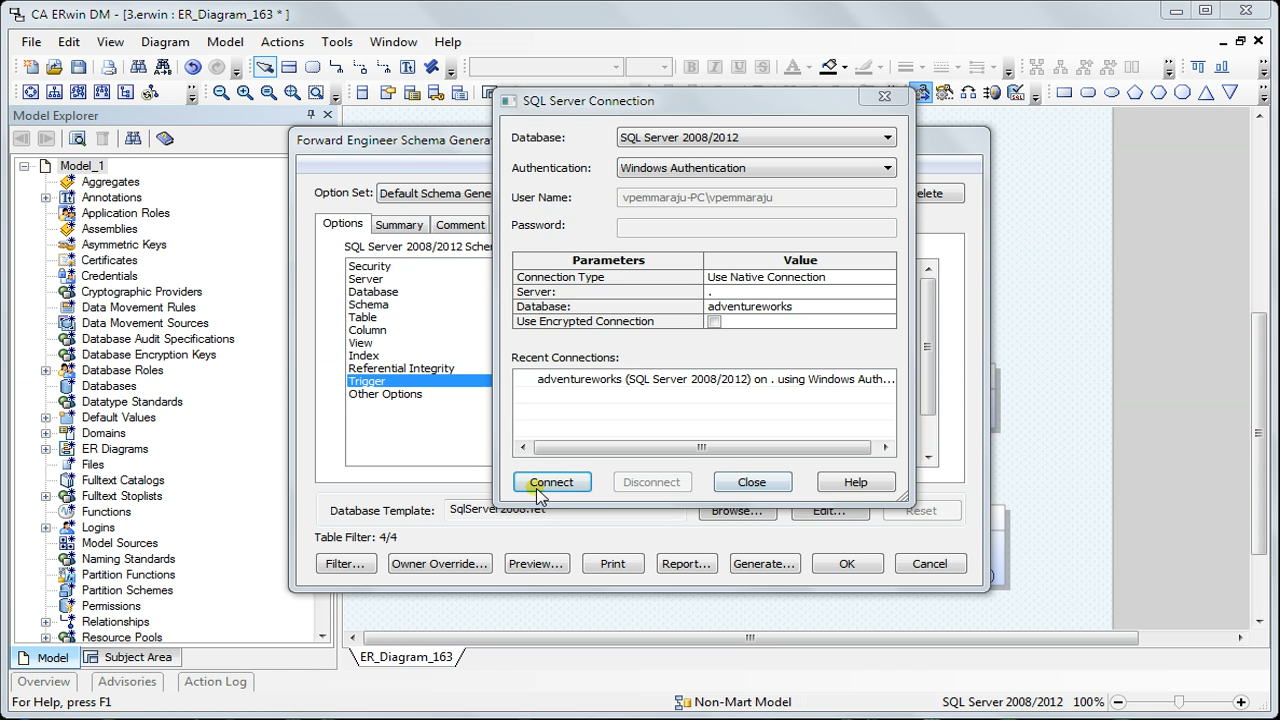 CA ERwin DM - [3.erwin : ER_Diagram_163 * ]
File Edit View Diagram Model Actions Tools Window Help
Model Explorer
Model_1
Aggregates
Annotations
Application Roles
Assemblies
Asymmetric Keys
Certificates
Credentials
Cryptographic Providers
Data Movement Rules
Data Movement Sources
Database Audit Specifications
Database Encryption Keys
Database Roles
Databases
Datatype Standards
Default Values
Domains
ER Diagrams
Files
Fulltext Catalogs
Fulltext Stoplists
Functions
Logins
Model Sources
Naming Standards
Partition Functions
Partition Schemes
Permissions
Relationships
Resource Pools
Model Subject Area
Overview Advisories Action Log
For Help, press F1
Forward Engineer Schema Genera
Option Set: Default Schema Gene
elete
Options Summary Comment
SQL Server 2008/2012 Schem
Security
Server
Database
Schema
Table
Column
View
Index
Referential Integrity
Trigger
Other Options
Database Template: SqlServer2008.fet Browse... Edit... Reset
Table Filter: 4/4
Filter... Owner Override... Preview... Print Report... Generate... OK Cancel
SQL Server Connection
Database: SQL Server 2008/2012
Authentication: Windows Authentication
User Name: vpemmaraju-PC\vpemmaraju
Password:
Parameters Value
Connection Type Use Native Connection
Server: .
Database: adventureworks
Use Encrypted Connection
Recent Connections:
adventureworks (SQL Server 2008/2012) on . using Windows Auth...
Connect Disconnect Close Help
ER_Diagram_163
Non-Mart Model SQL Server 2008/2012 100%